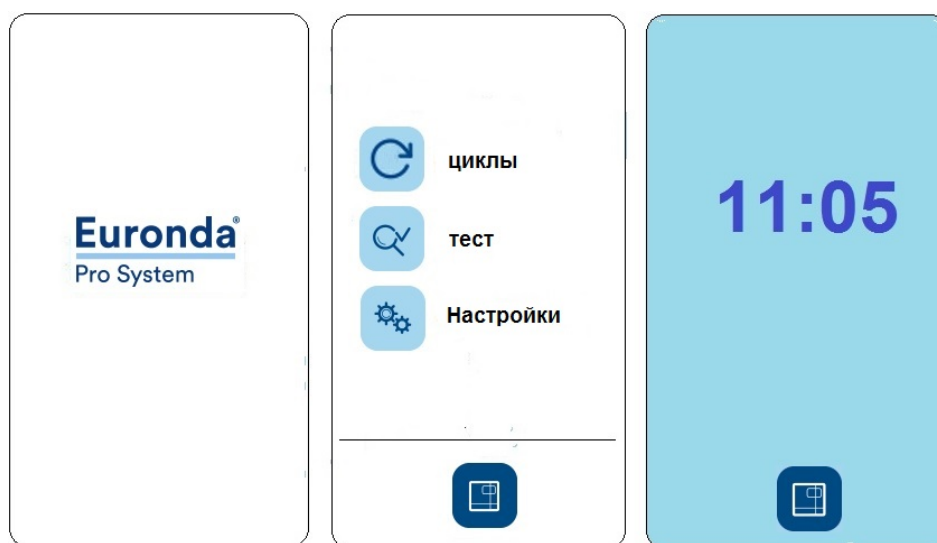 Euronda®
Pro System
циклы
тест
Настройки
11:05